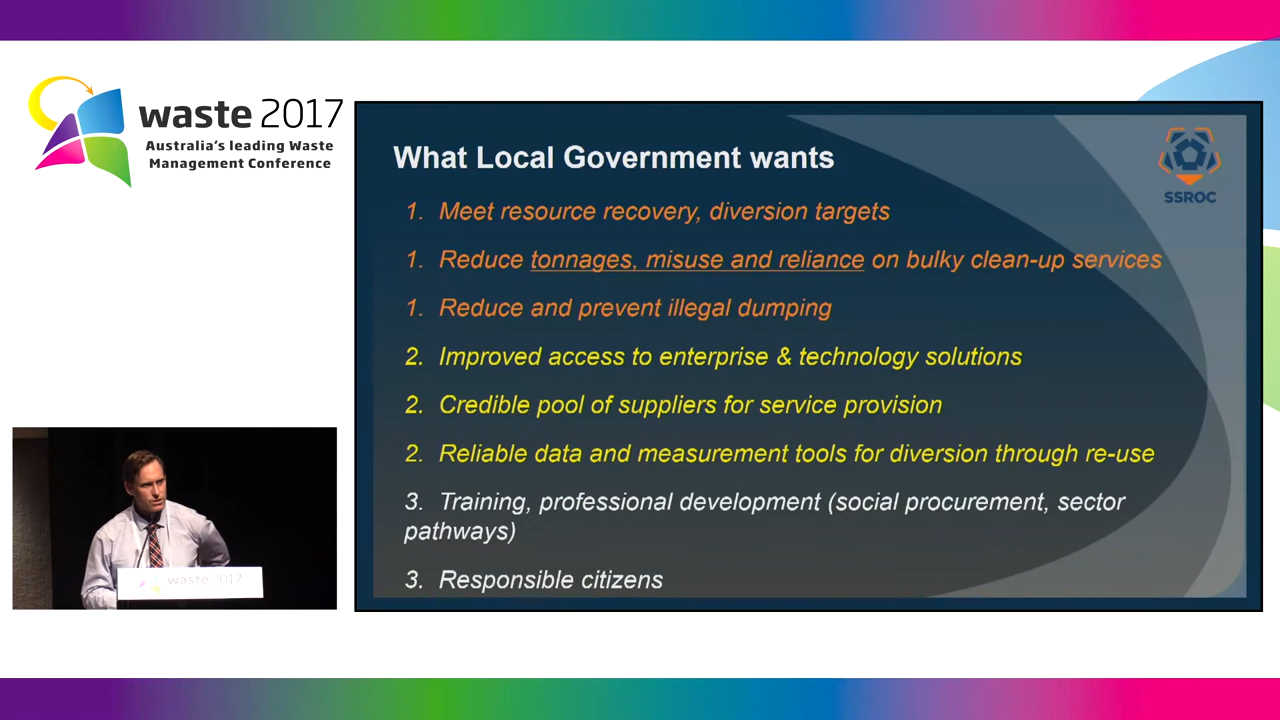 waste 2017
Australia's leading Waste
Management Conference
What Local Government wants
SSROC
1. Meet resource recovery, diversion targets
1. Reduce tonnages, misuse and reliance on bulky clean-up services
1. Reduce and prevent illegal dumping
2. Improved access to enterprise & technology solutions
2. Credible pool of suppliers for service provision
2. Reliable data and measurement tools for diversion through re-use
3. Training, professional development (social procurement, sector
pathways)
3. Responsible citizens
waste 2017